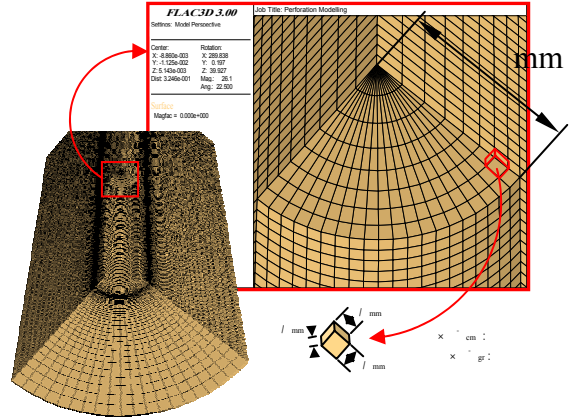 FLAC3D 3.00
Settings: Model Perspective
Center: Rotation:
X: -8.860e-003 X: 289.838
Y: -1.125e-002 Y: 0.197
Z: 5.143e-003 Z: 39.927
Dist: 3.246e-001 Mag.: 26.1
Ang.: 22.500
Surface
Magfac = 0.000e+000
Job Title: Perforation Modelling
mm
/ mm
/ mm
/ mm
× cm :
× gr: